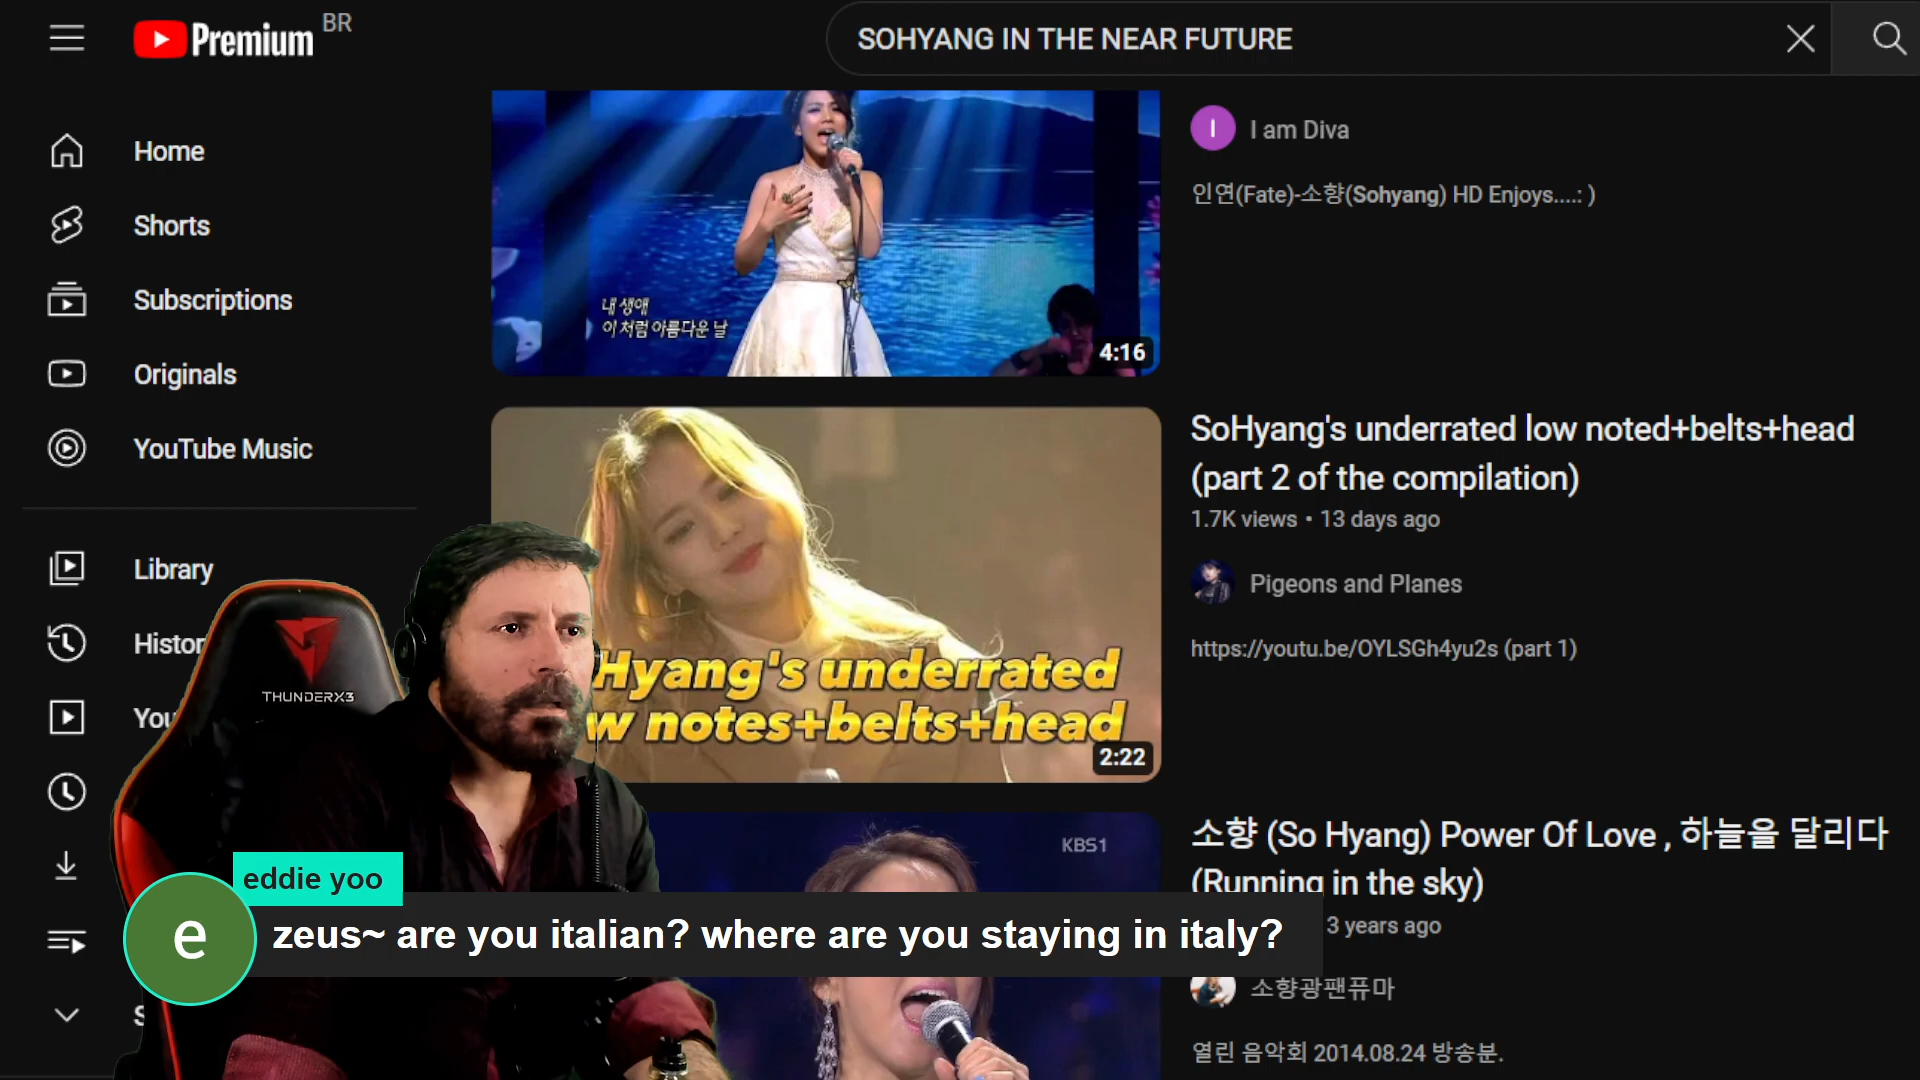 Premium BR
SOHYANG IN THE NEAR FUTURE
Home
Shorts
Subscriptions
Originals
YouTube Music
Library
Histor
You
S
내 생애
이처럼 아름다운 날
4:16
I am Diva
인연(Fate)-소향(Sohyang) HD Enjoys....: )
Hyang's underrated
w notes+belts+head
2:22
SoHyang's underrated low noted+belts+head
(part 2 of the compilation)
1.7K views • 13 days ago
Pigeons and Planes
https://youtu.be/OYLSGh4yu2s (part 1)
KBS1
소향 (So Hyang) Power Of Love , 하늘을 달리다
(Running in the sky)
3 years ago
소향광팬퓨마
열린 음악회 2014.08.24 방송분.
THUNDERX3
eddie yoo
e
zeus~ are you italian? where are you staying in italy?